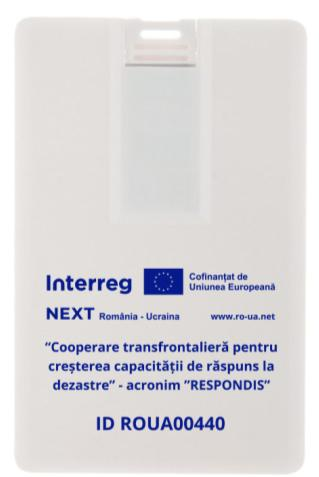 Interreg
Cofinanțat de
Uniunea Europeană
NEXT România - Ucraina www.ro-ua.net
“Cooperare transfrontalieră pentru
creșterea capacității de răspuns la
dezastre” - acronim ”RESPONDIS”
ID ROUA00440